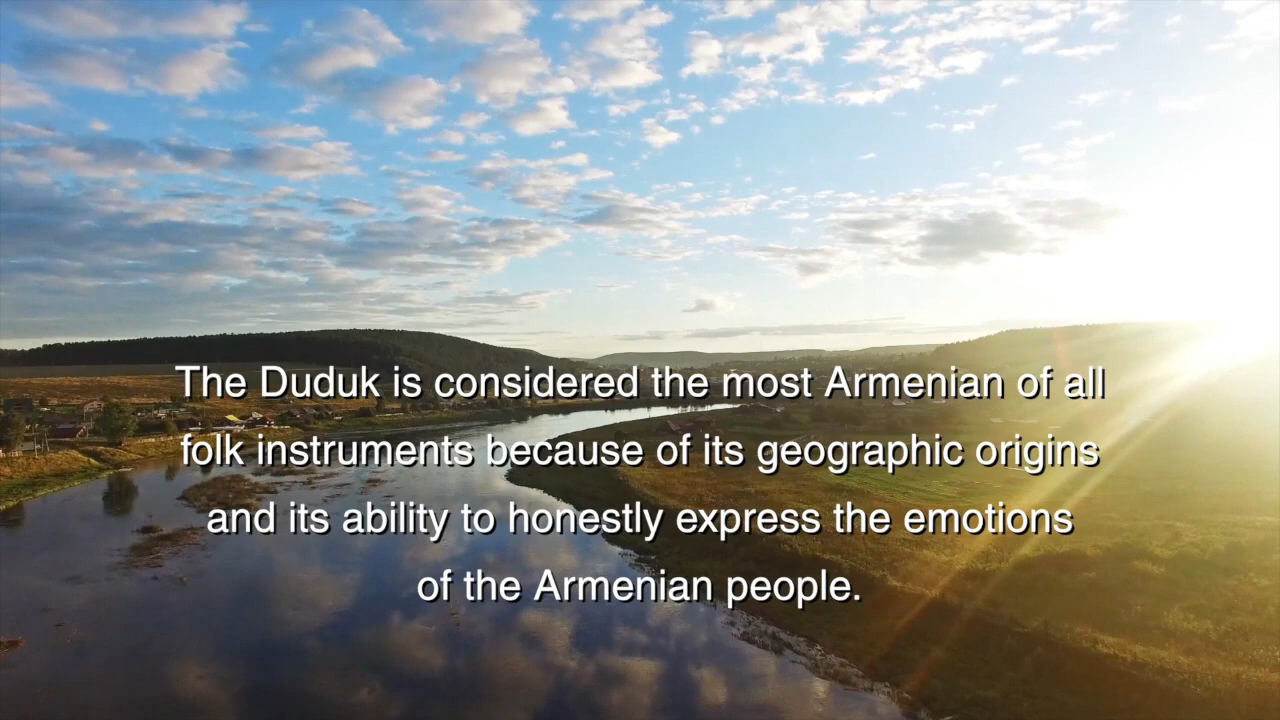 The Duduk is considered the most Armenian of all
folk instruments because of its geographic origins
and its ability to honestly express the emotions
of the Armenian people.